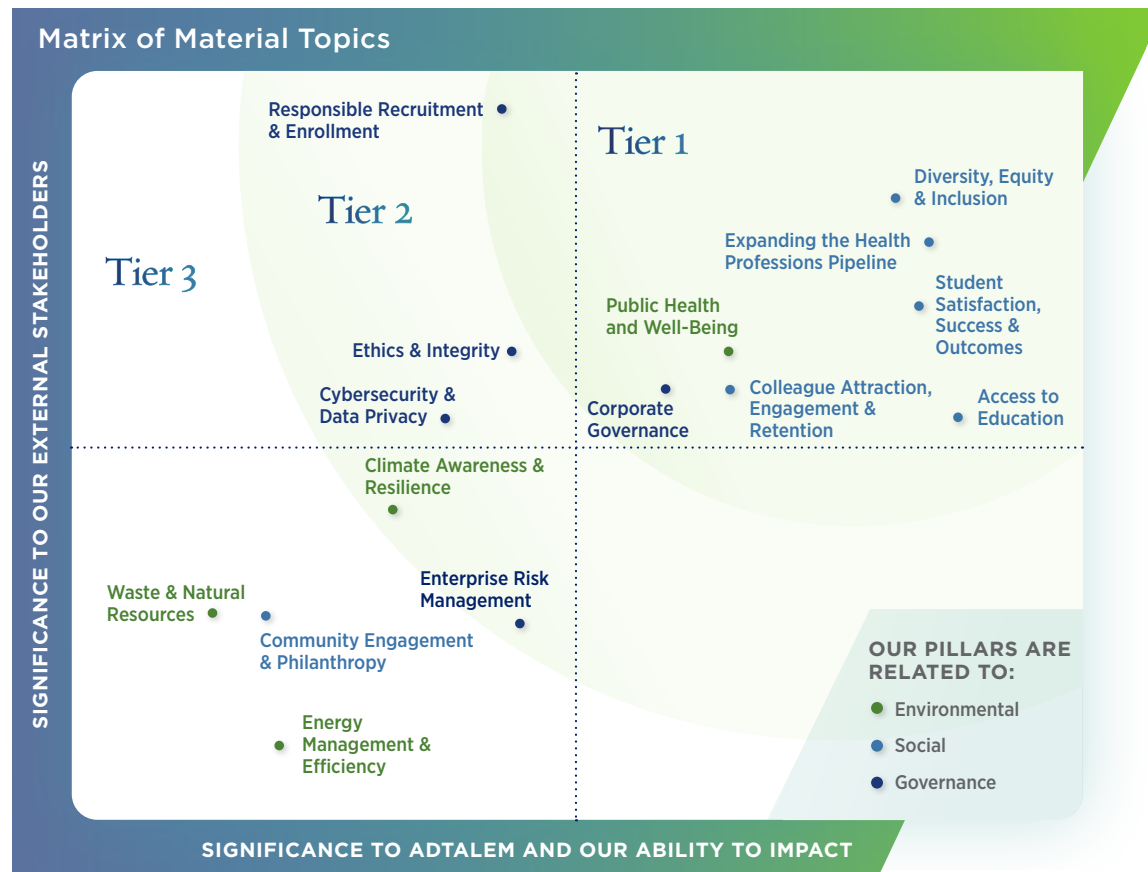 Matrix of Material Topics
SIGNIFICANCE TO OUR EXTERNAL STAKEHOLDERS
Responsible Recruitment
& Enrollment
Tier 1
Tier 2
Tier 3
Diversity, Equity
& Inclusion
Expanding the Health
Professions Pipeline
Student
Satisfaction,
Success &
Outcomes
Public Health
and Well-Being
Ethics & Integrity
Cybersecurity &
Data Privacy
Corporate
Governance
Colleague Attraction,
Engagement &
Retention
Access to
Education
Climate Awareness &
Resilience
Enterprise Risk
Management
Waste & Natural
Resources
Community Engagement
& Philanthropy
Energy
Management &
Efficiency
OUR PILLARS ARE
RELATED TO:
Environmental
Social
Governance
SIGNIFICANCE TO ADTALEM AND OUR ABILITY TO IMPACT